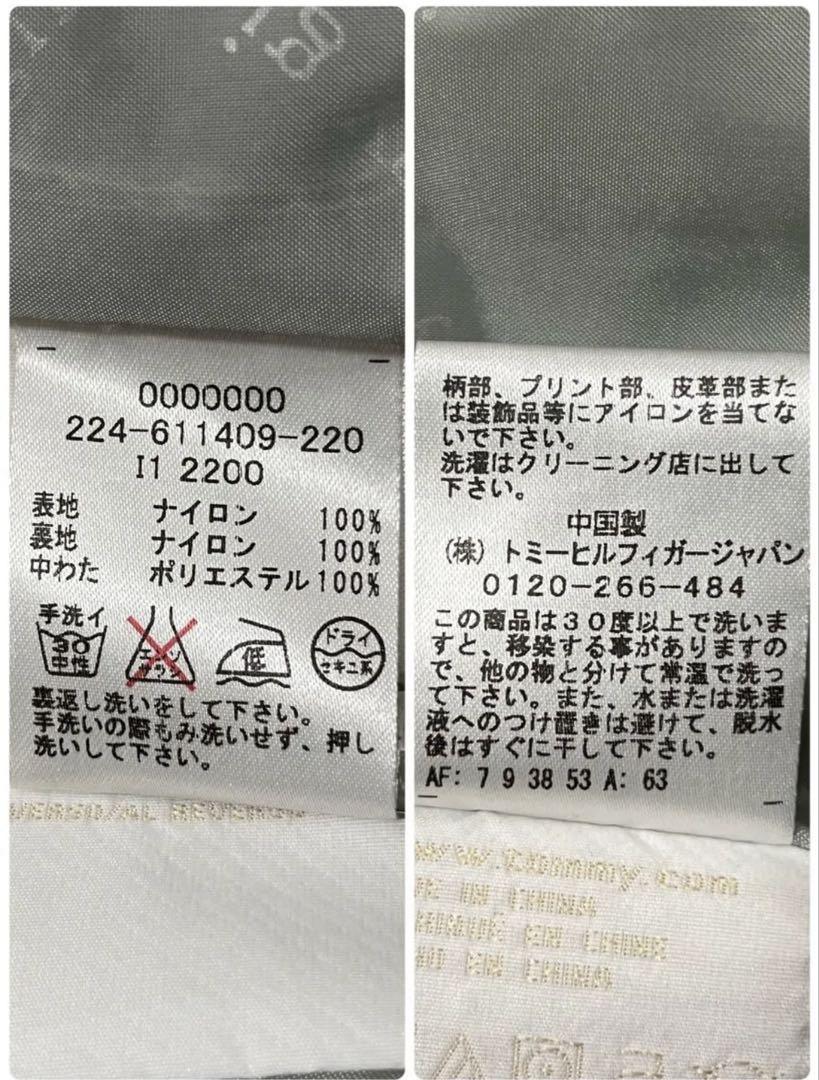 0000000
224-611409-220
I1 2200
表地 ナイロン 100%
裏地 ナイロン 100%
中わた ポリエステル 100%
手洗イ
30
中性
エンソ
サラシ
低
ドライ
セキユ系
裏返し洗いをして下さい。
手洗いの際もみ洗いせず、押し
洗いして下さい。
柄部、プリント部、皮革部また
は装飾品等にアイロンを当てな
いで下さい。
洗濯はクリーニング店に出して
下さい。
中国製
(株) トミーヒルフィガージャパン
0120-266-484
この商品は30度以上で洗いま
すと、移染する事がありますの
で、他の物と分けて常温で洗っ
て下さい。また、水または洗濯
液へのつけ置きは避けて、脱水
後はすぐに干して下さい。
AF: 7 9 38 53 A: 63
w.tommy.com
IN CHINA
EN CHINE
EN CHINA